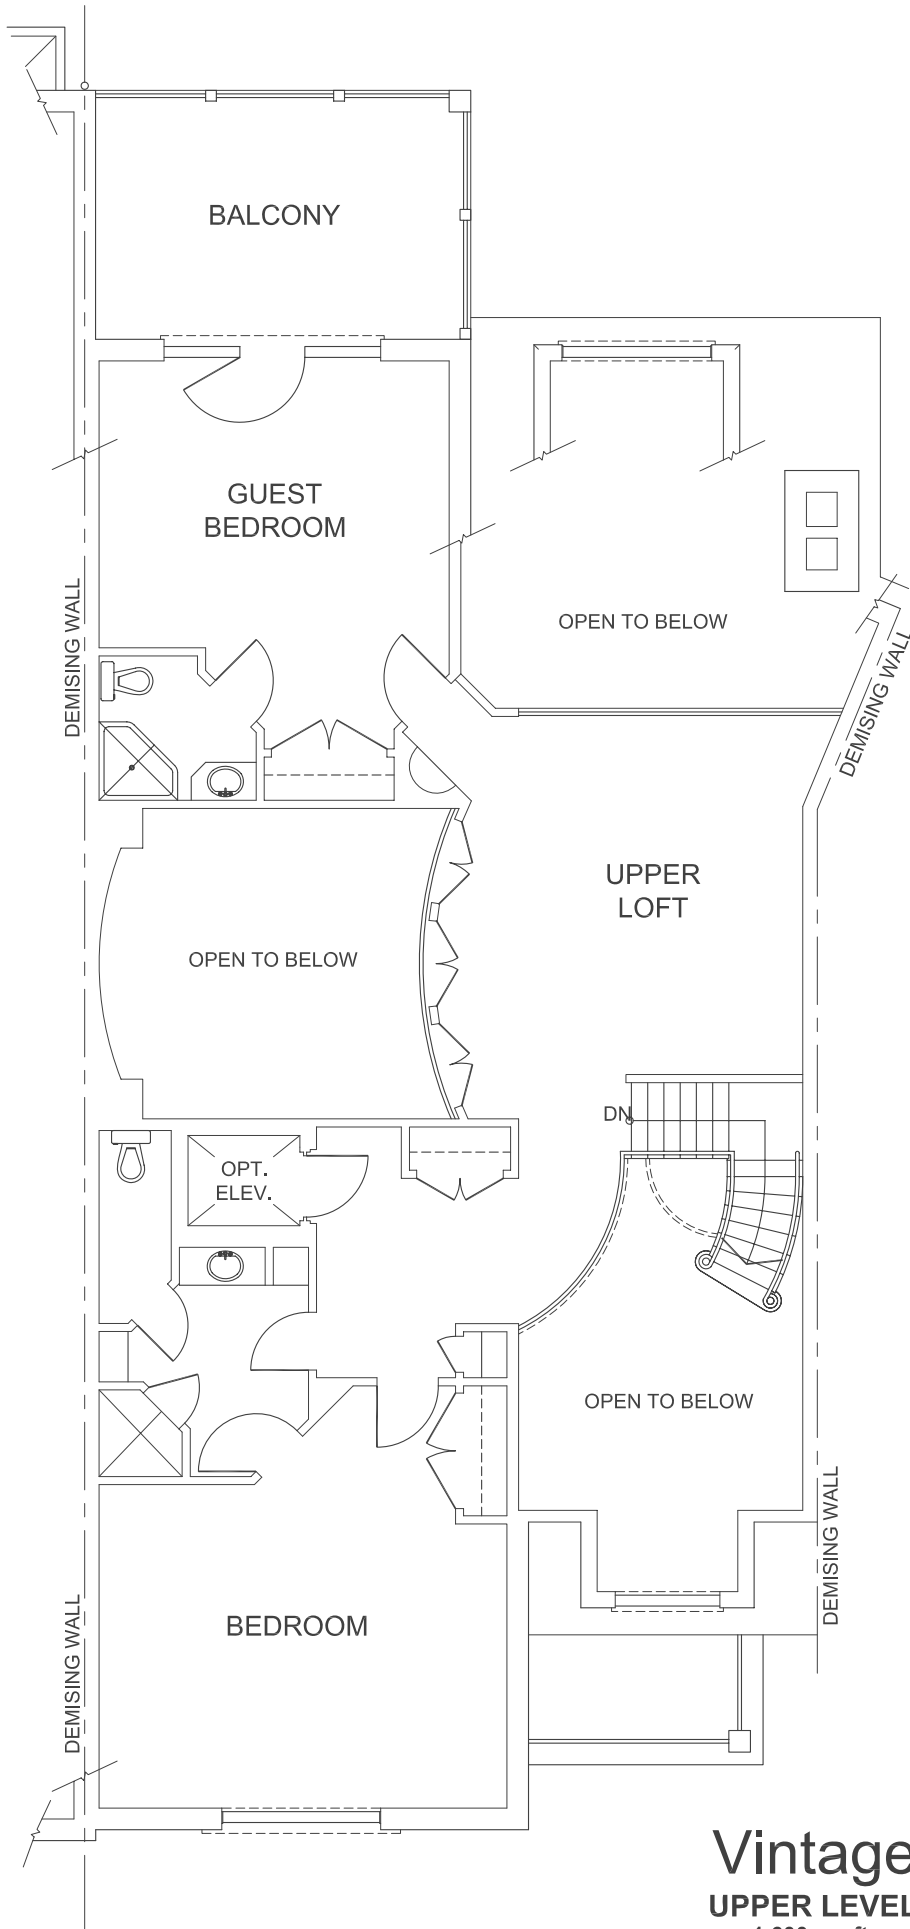 BALCONY
GUEST
BEDROOM
OPEN TO BELOW
DEMISING WALL
DEMISING WALL
UPPER
LOFT
OPEN TO BELOW
DN
OPT.
ELEV.
OPEN TO BELOW
DEMISING WALL
DEMISING WALL
BEDROOM
Vintage
UPPER LEVEL